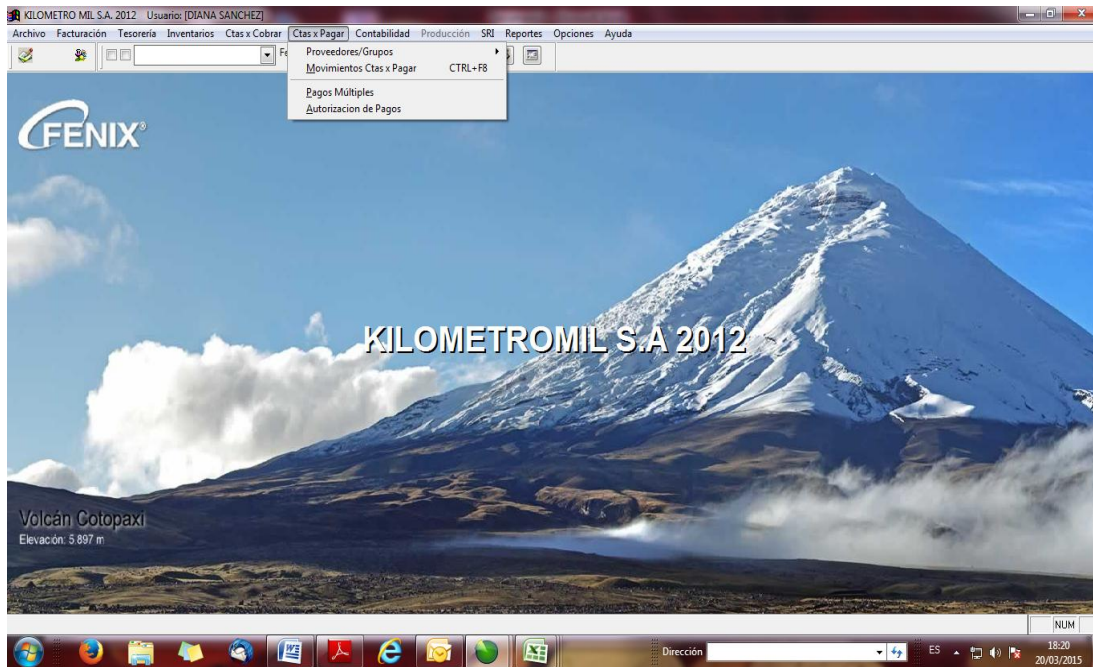 KILOMETRO MIL S.A. 2012 Usuario: [DIANA SANCHEZ]
Archivo Facturación Tesorería Inventarios Ctas x Cobrar Ctas x Pagar Contabilidad Producción SRI Reportes Opciones Ayuda
Fe
Proveedores/Grupos
Movimientos Ctas x Pagar CTRL+F8
Pagos Múltiples
Autorizacion de Pagos
FENIX®
KILOMETROMIL S.A 2012
Volcán Cotopaxi
Elevación: 5.897 m
NUM
Dirección
ES
18:20
20/03/2015